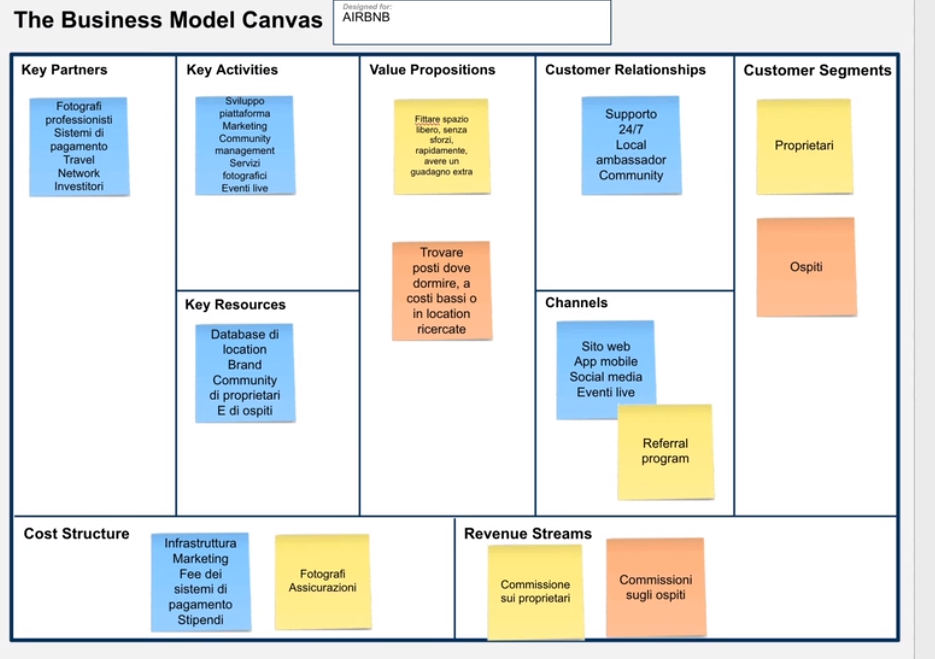 The Business Model Canvas
Designed for:
AIRBNB
Key Partners
Fotografi
professionisti
Sistemi di
pagamento
Travel
Network
Investitori
Key Activities
Sviluppo
piattaforma
Marketing
Community
management
Servizi
fotografici
Eventi live
Key Resources
Database di
location
Brand
Community
di proprietari
E di ospiti
Value Propositions
Fittare spazio
libero, senza
sforzi,
rapidamente,
avere un
guadagno extra
Trovare
posti dove
dormire, a
costi bassi o
in location
ricercate
Customer Relationships
Supporto
24/7
Local
ambassador
Community
Channels
Sito web
App mobile
Social media
Eventi live
Referral
program
Customer Segments
Proprietari
Ospiti
Cost Structure
Infrastruttura
Marketing
Fee dei
sistemi di
pagamento
Stipendi
Fotografi
Assicurazioni
Revenue Streams
Commissione
sui proprietari
Commissioni
sugli ospiti